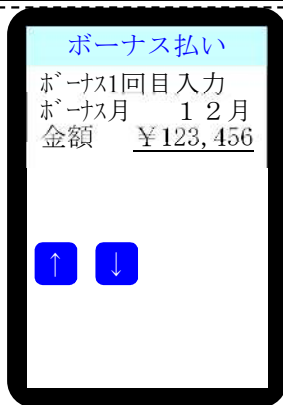 ボーナス払い
ﾎﾞｰﾅｽ1回目入力
ﾎﾞｰﾅｽ月　　１２月
金額　￥123,456
↑ ↓